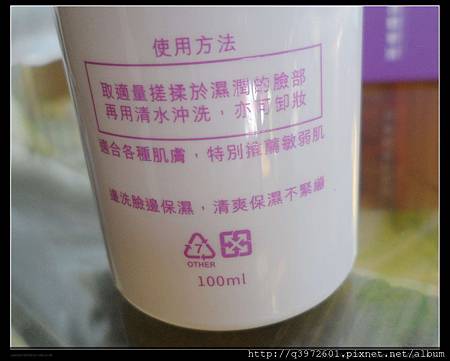 使用方法
取適量搓揉於濕潤的臉部
再用清水沖洗，亦可卸妝
適合各種肌膚，特別推薦敏弱肌
邊洗臉邊保濕，清爽保濕不緊繃
7
OTHER
100ml
http://q3972601.pixnet.net/album